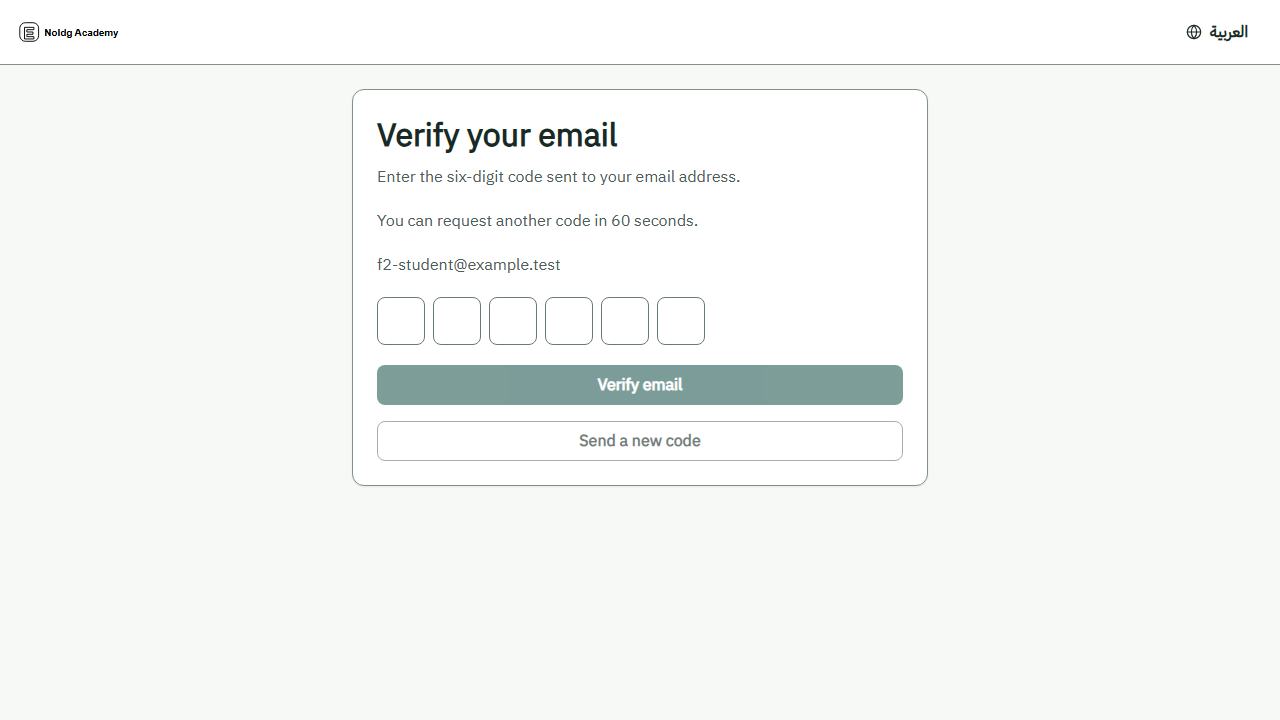 Noldg Academy
العربية
Verify your email
Enter the six-digit code sent to your email address.
You can request another code in 60 seconds.
f2-student@example.test
Verify email
Send a new code